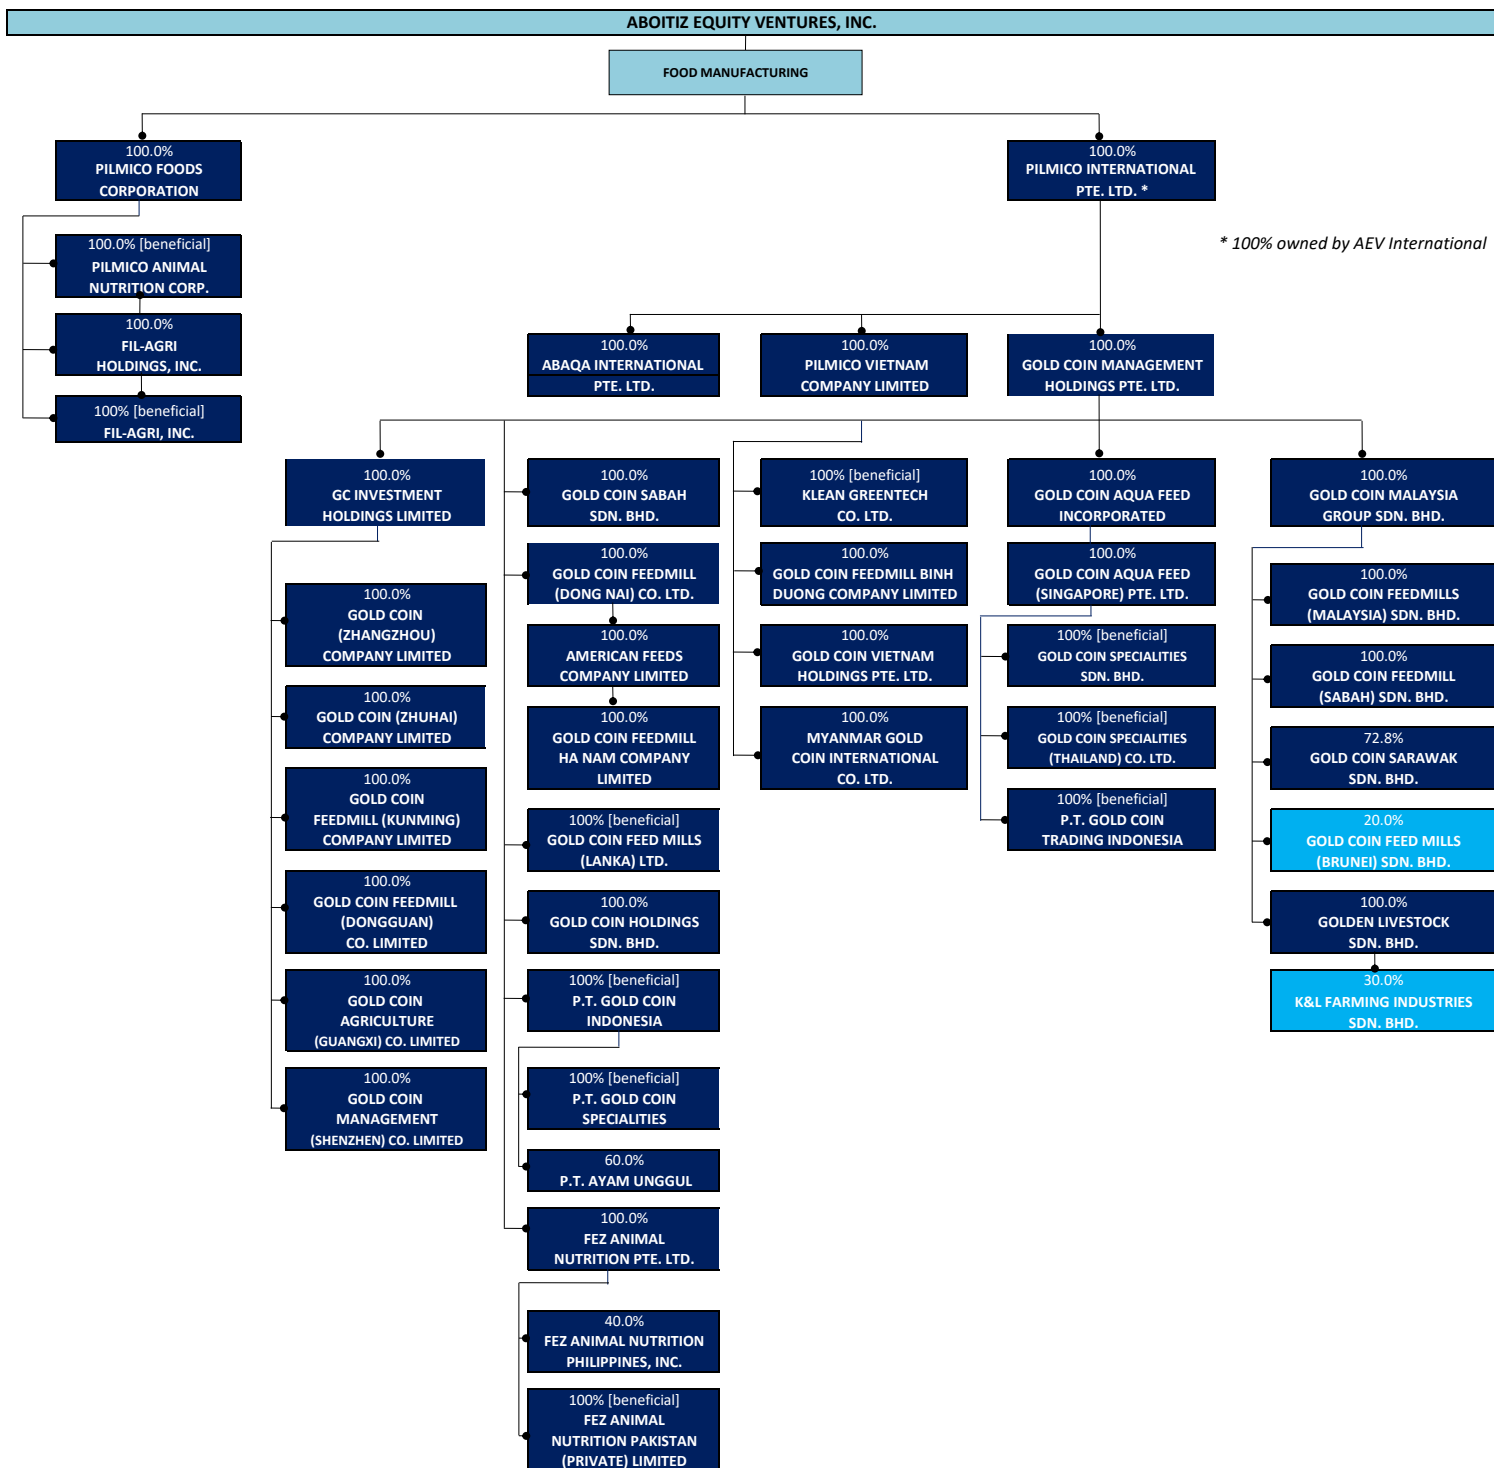 ABOITIZ EQUITY VENTURES, INC.
FOOD MANUFACTURING
100.0%
PILMICO FOODS
CORPORATION
100.0%
PILMICO INTERNATIONAL
PTE. LTD. *
* 100% owned by AEV International
100.0% [beneficial]
PILMICO ANIMAL
NUTRITION CORP.
100.0%
FIL-AGRI
HOLDINGS, INC.
100% [beneficial]
FIL-AGRI, INC.
100.0%
ABAQA INTERNATIONAL
PTE. LTD.
100.0%
PILMICO VIETNAM
COMPANY LIMITED
100.0%
GOLD COIN MANAGEMENT
HOLDINGS PTE. LTD.
100.0%
GC INVESTMENT
HOLDINGS LIMITED
100.0%
GOLD COIN
(ZHANGZHOU)
COMPANY LIMITED
100.0%
GOLD COIN (ZHUHAI)
COMPANY LIMITED
100.0%
GOLD COIN
FEEDMILL (KUNMING)
COMPANY LIMITED
100.0%
GOLD COIN FEEDMILL
(DONGGUAN)
CO. LIMITED
100.0%
GOLD COIN
AGRICULTURE
(GUANGXI) CO. LIMITED
100.0%
GOLD COIN
MANAGEMENT
(SHENZHEN) CO. LIMITED
100.0%
GOLD COIN SABAH
SDN. BHD.
100.0%
GOLD COIN FEEDMILL
(DONG NAI) CO. LTD.
100.0%
AMERICAN FEEDS
COMPANY LIMITED
100.0%
GOLD COIN FEEDMILL
HA NAM COMPANY
LIMITED
100% [beneficial]
GOLD COIN FEED MILLS
(LANKA) LTD.
100.0%
GOLD COIN HOLDINGS
SDN. BHD.
100% [beneficial]
P.T. GOLD COIN
INDONESIA
100% [beneficial]
P.T. GOLD COIN
SPECIALITIES
60.0%
P.T. AYAM UNGGUL
100.0%
FEZ ANIMAL
NUTRITION PTE. LTD.
40.0%
FEZ ANIMAL NUTRITION
PHILIPPINES, INC.
100% [beneficial]
FEZ ANIMAL
NUTRITION PAKISTAN
(PRIVATE) LIMITED
100% [beneficial]
KLEAN GREENTECH
CO. LTD.
100.0%
GOLD COIN FEEDMILL BINH
DUONG COMPANY LIMITED
100.0%
GOLD COIN VIETNAM
HOLDINGS PTE. LTD.
100.0%
MYANMAR GOLD
COIN INTERNATIONAL
CO. LTD.
100.0%
GOLD COIN AQUA FEED
INCORPORATED
100.0%
GOLD COIN AQUA FEED
(SINGAPORE) PTE. LTD.
100% [beneficial]
GOLD COIN SPECIALITIES
SDN. BHD.
100% [beneficial]
GOLD COIN SPECIALITIES
(THAILAND) CO. LTD.
100% [beneficial]
P.T. GOLD COIN
TRADING INDONESIA
100.0%
GOLD COIN MALAYSIA
GROUP SDN. BHD.
100.0%
GOLD COIN FEEDMILLS
(MALAYSIA) SDN. BHD.
100.0%
GOLD COIN FEEDMILL
(SABAH) SDN. BHD.
72.8%
GOLD COIN SARAWAK
SDN. BHD.
20.0%
GOLD COIN FEED MILLS
(BRUNEI) SDN. BHD.
100.0%
GOLDEN LIVESTOCK
SDN. BHD.
30.0%
K&L FARMING INDUSTRIES
SDN. BHD.